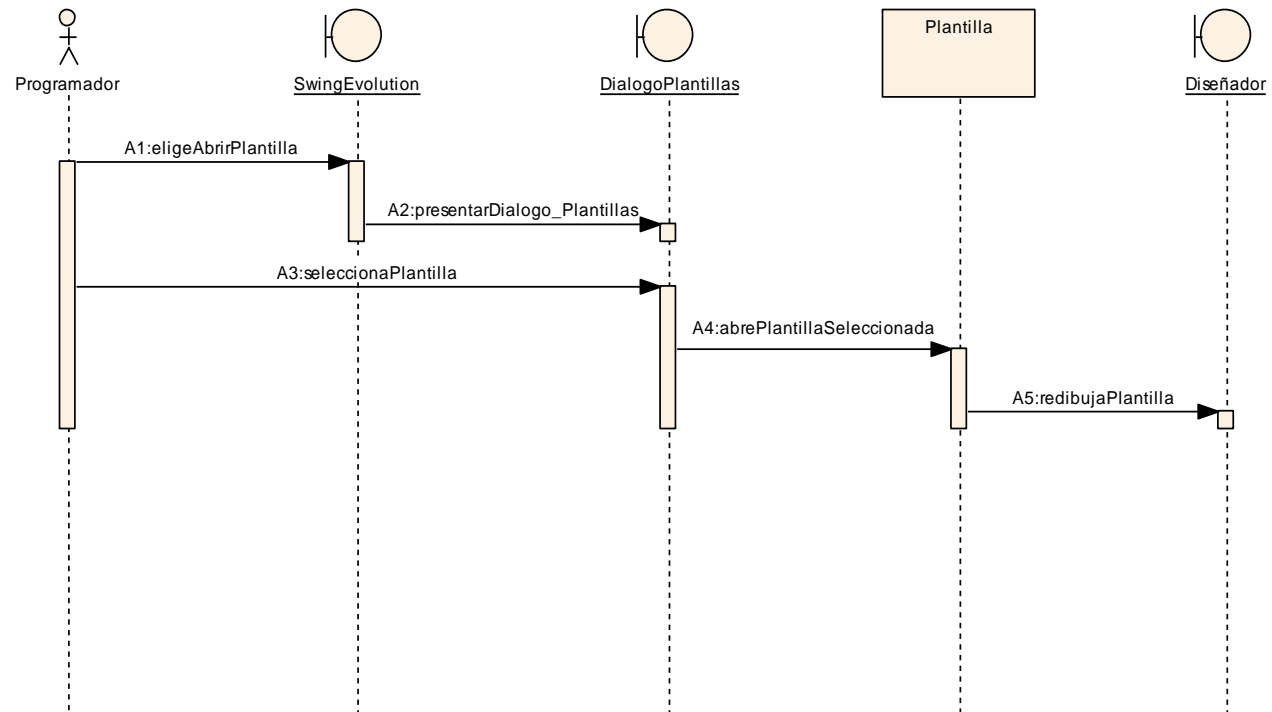 Programador
SwingEvolution
DialogoPlantillas
Plantilla
Diseñador
A1:eligeAbrirPlantilla
A2:presentarDialogo_Plantillas
A3:seleccionaPlantilla
A4:abrePlantillaSeleccionada
A5:redibujaPlantilla